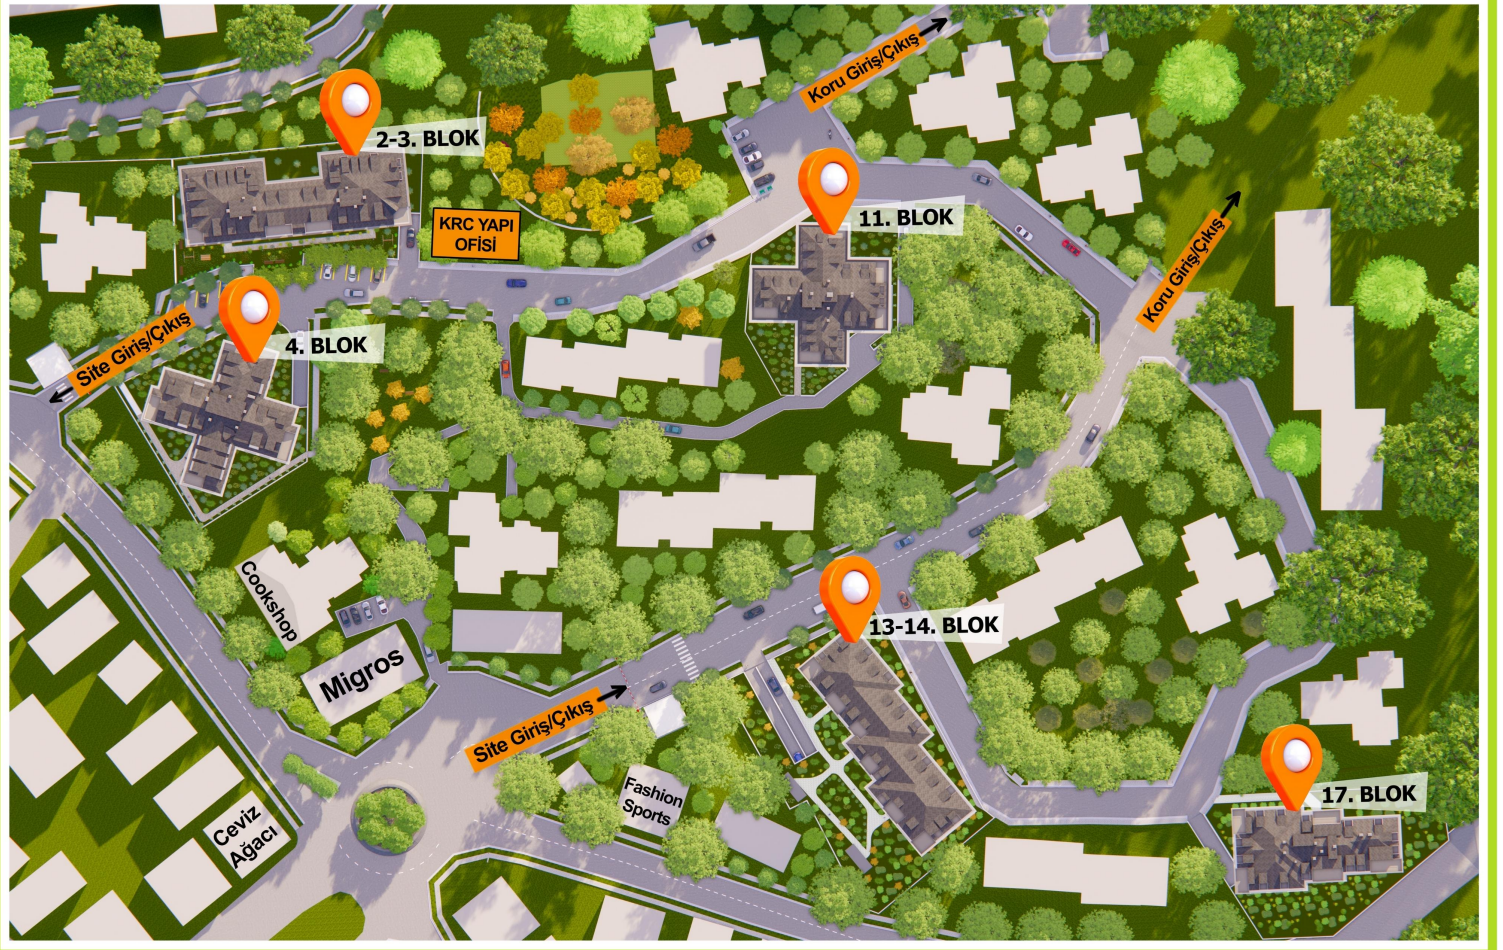 Koru Giriş/Çıkış
2-3. BLOK
KRC YAPI
OFİSİ
11. BLOK
Koru Giriş/Çıkış
Site Giriş/Çıkış
4. BLOK
Cookshop
Migros
13-14. BLOK
Site Giriş/Çıkış
Fashion
Sports
Ceviz
Ağacı
17. BLOK